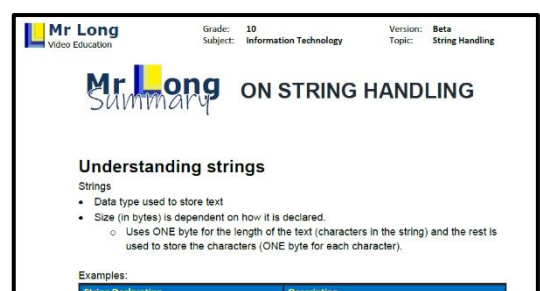 Mr Long
Video Education
Grade: 10
Subject: Information Technology
Version: Beta
Topic: String Handling
Mr Long
Summary
ON STRING HANDLING
Understanding strings
Strings
• Data type used to store text
• Size (in bytes) is dependent on how it is declared.
o Uses ONE byte for the length of the text (characters in the string) and the rest is
used to store the characters (ONE byte for each character).
Examples:
String Declaration Description